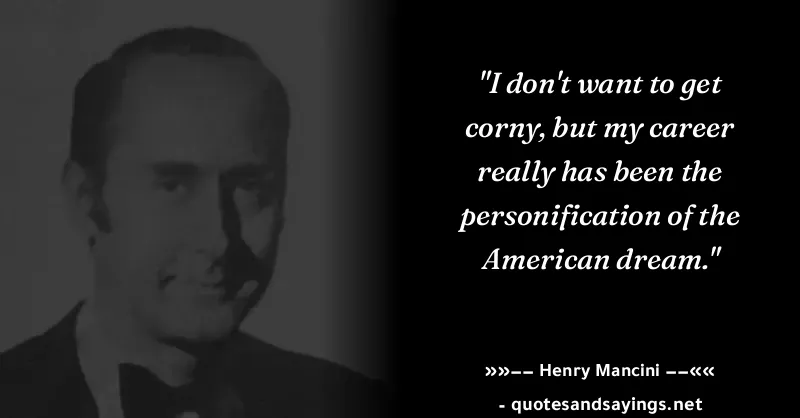 "I don't want to get
corny, but my career
really has been the
personification of the
American dream."
»»–– Henry Mancini ––««
- quotesandsayings.net